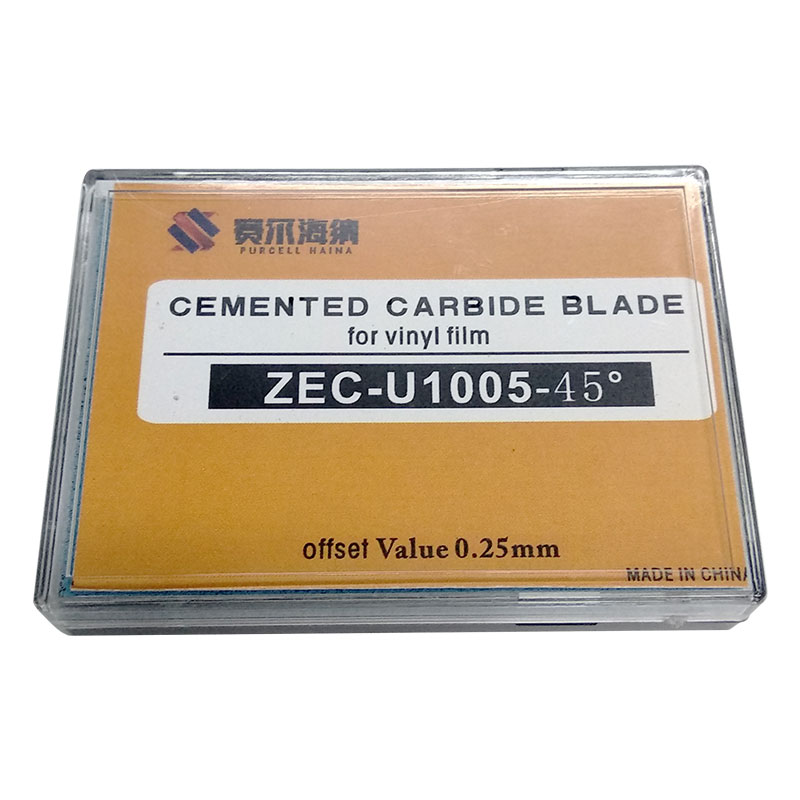 赛尔海纳
PURCELL HAINA
CEMENTED CARBIDE BLADE
for vinyl film
ZEC-U1005-45°
offset Value 0.25mm
MADE IN CHINA